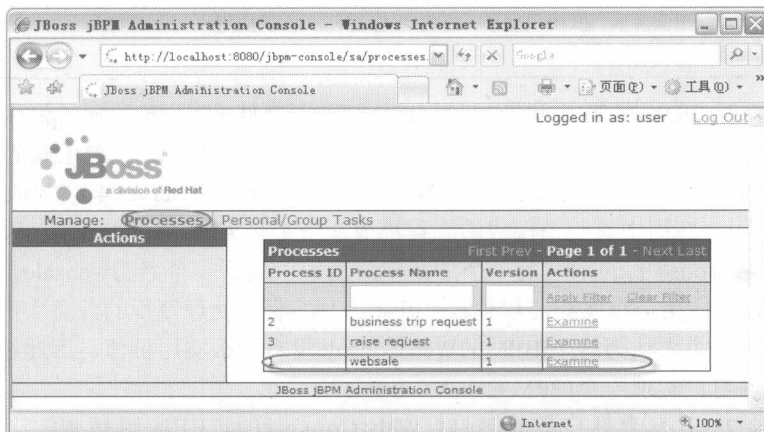 JBoss jBPM Administration Console - Windows Internet Explorer
http://localhost:8080/jbpm-console/sa/processes. Google
JBoss jBPM Administration Console 页面(P) 工具(O) »
Logged in as: user Log Out
JBoss
a division of Red Hat
Manage: Processes Personal/Group Tasks
Actions
Processes First Prev - Page 1 of 1 - Next Last
Process ID Process Name Version Actions
Apply Filter Clear Filter
2 business trip request 1 Examine
3 raise request 1 Examine
1 websale 1 Examine
JBoss jBPM Administration Console
Internet 100%